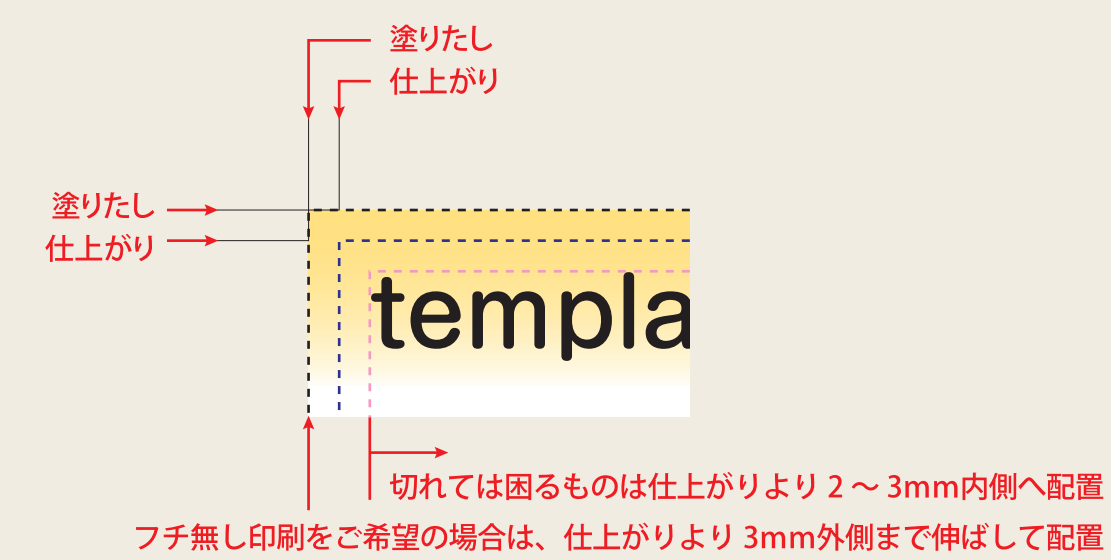 塗りたし
仕上がり
塗りたし
仕上がり
templa
切れては困るものは仕上がりより 2 ～ 3mm内側へ配置
フチ無し印刷をご希望の場合は、仕上がりより 3mm外側まで伸ばして配置